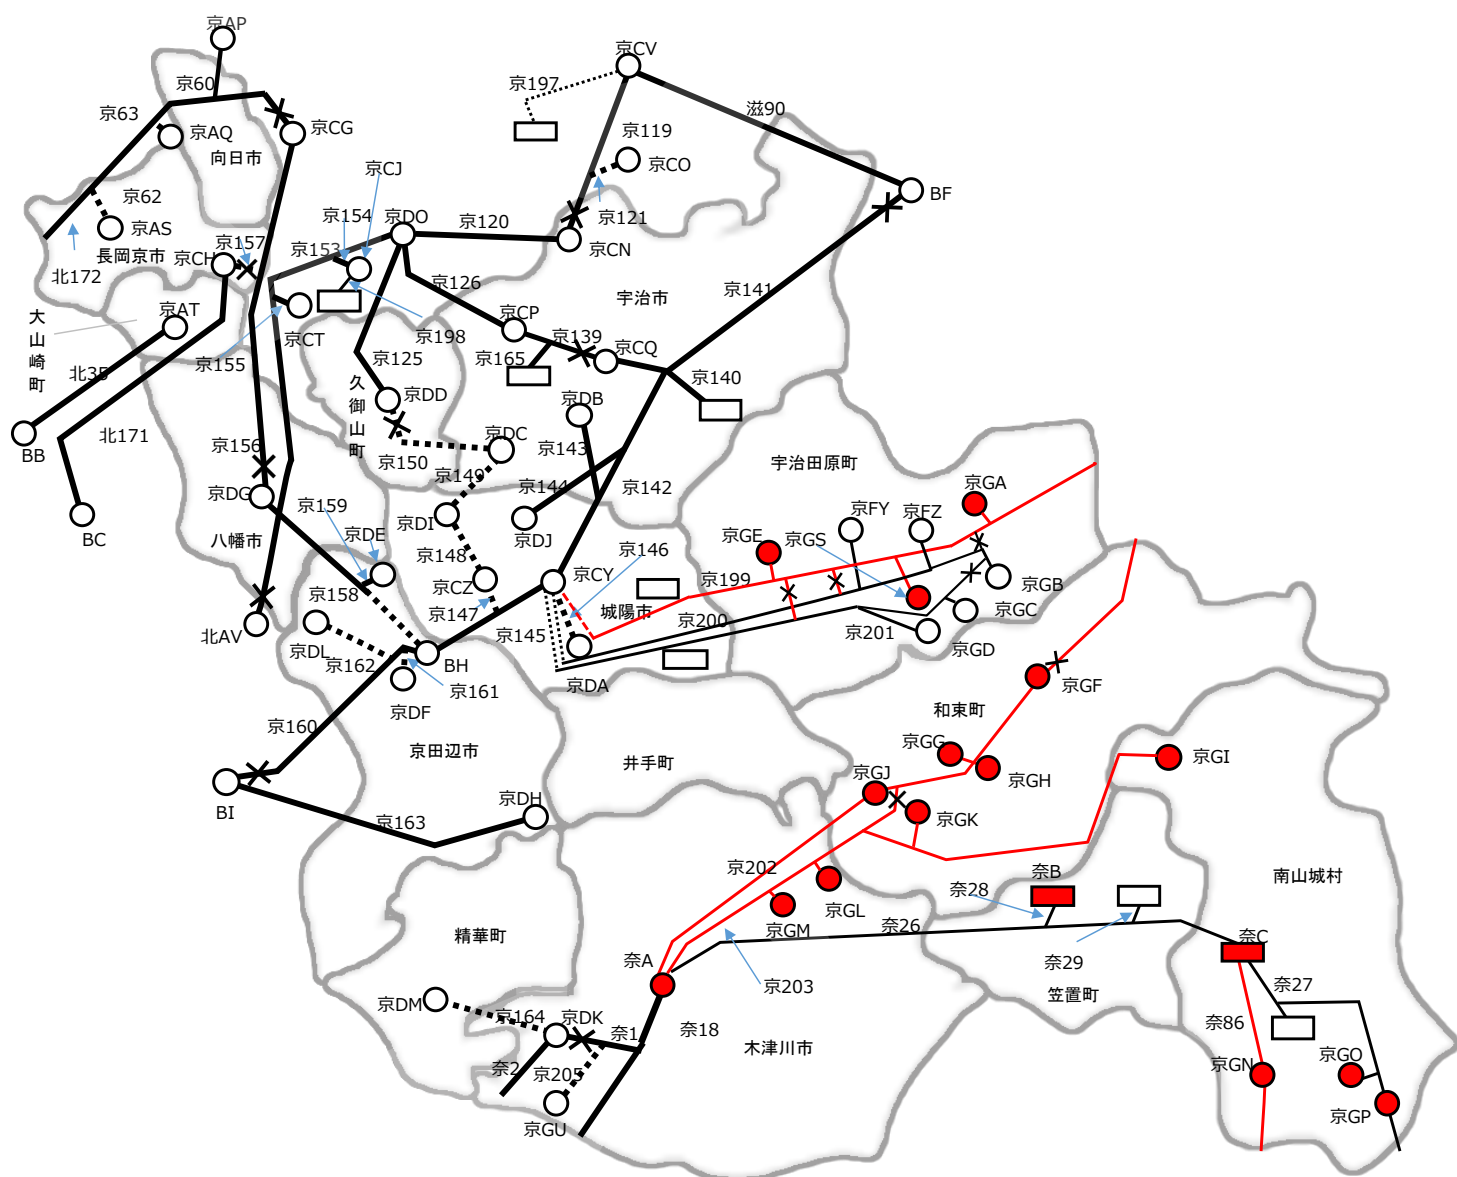 京AP
京CV
京60
京197
京63
滋90
京AQ
京CG
京119
向日市
京CO
京CJ
京62
京154
京DO
京120
京121
BF
京AS
京CN
長岡京市
京157
京153
京CH
北172
京126
京141
宇治市
京AT
京CP
大山崎町
京CT
京198
京139
京CQ
京155
京125
京165
京140
北35
久御山町
京DD
京DB
北171
京156
京DC
京143
BB
京150
宇治田原町
京149
京DG
京144
京142
京GA
京159
京FY
京FZ
京DI
京DE
京GE
京GS
BC
八幡市
京DJ
京146
京148
京CY
京199
京GB
京158
京CZ
京147
城陽市
京GC
北AV
京145
京200
京201
京DL
京162
BH
京GD
京161
京DA
京DF
京GF
和束町
京160
京GG
京田辺市
井手町
京GI
京GJ
京GH
BI
京DH
京163
京GK
京202
奈B
南山城村
奈28
京GL
京GM
奈26
精華町
奈C
奈A
奈29
京203
奈27
笠置町
京DM
京164
京DK
奈1
奈18
奈86
木津川市
京GN
京GO
奈2
京205
京GU
京GP